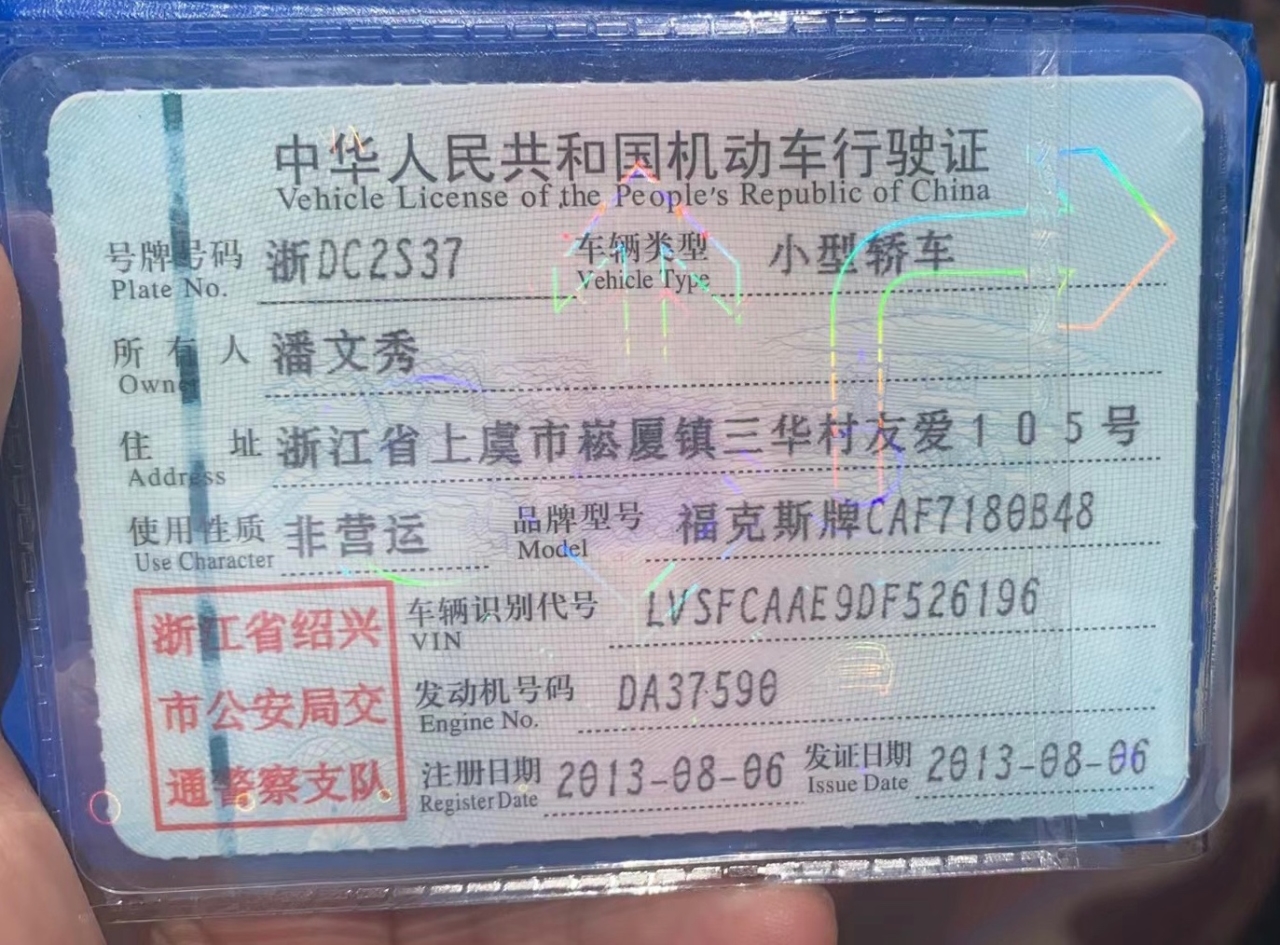 中华人民共和国机动车行驶证
Vehicle License of the People's Republic of China
号牌号码 浙DC2S37 车辆类型 小型轿车
Plate No. Vehicle Type
所有人 潘文秀
Owner
住址 浙江省上虞市崧厦镇三华村友爱105号
Address
使用性质 非营运 品牌型号 福克斯牌CAF7180B48
Use Character Model
车辆识别代号 LVSFCAAE9DF526196
VIN
发动机号码 DA37590
Engine No.
注册日期 2013-08-06 发证日期 2013-08-06
Register Date Issue Date
浙江省绍兴
市公安局交
通警察支队